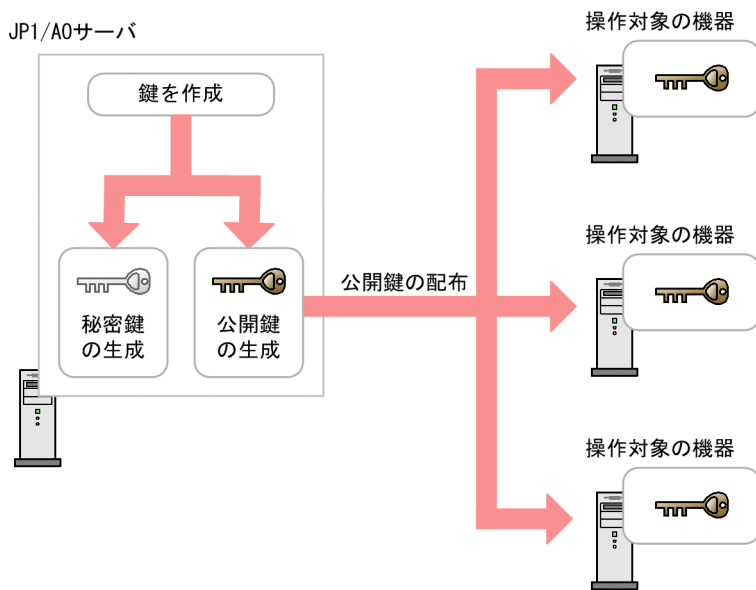 JP1/AOサーバ
鍵を作成
秘密鍵
の生成
公開鍵
の生成
公開鍵の配布
操作対象の機器
操作対象の機器
操作対象の機器